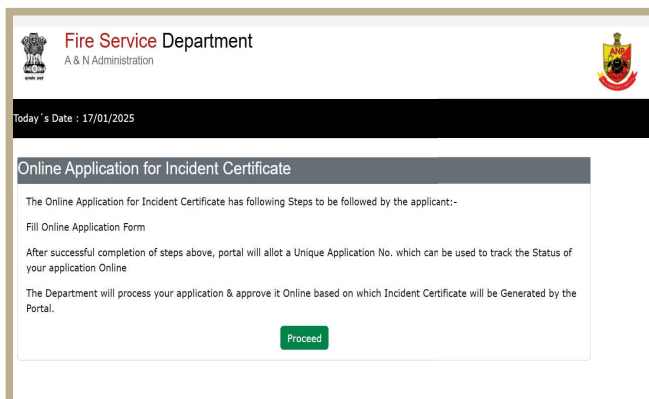 Fire Service Department
A & N Administration
ANP
Today´s Date : 17/01/2025
Online Application for Incident Certificate
The Online Application for Incident Certificate has following Steps to be followed by the applicant:-
Fill Online Application Form
After successful completion of steps above, portal will allot a Unique Application No. which can be used to track the Status of
your application Online
The Department will process your application & approve it Online based on which Incident Certificate will be Generated by the
Portal.
Proceed